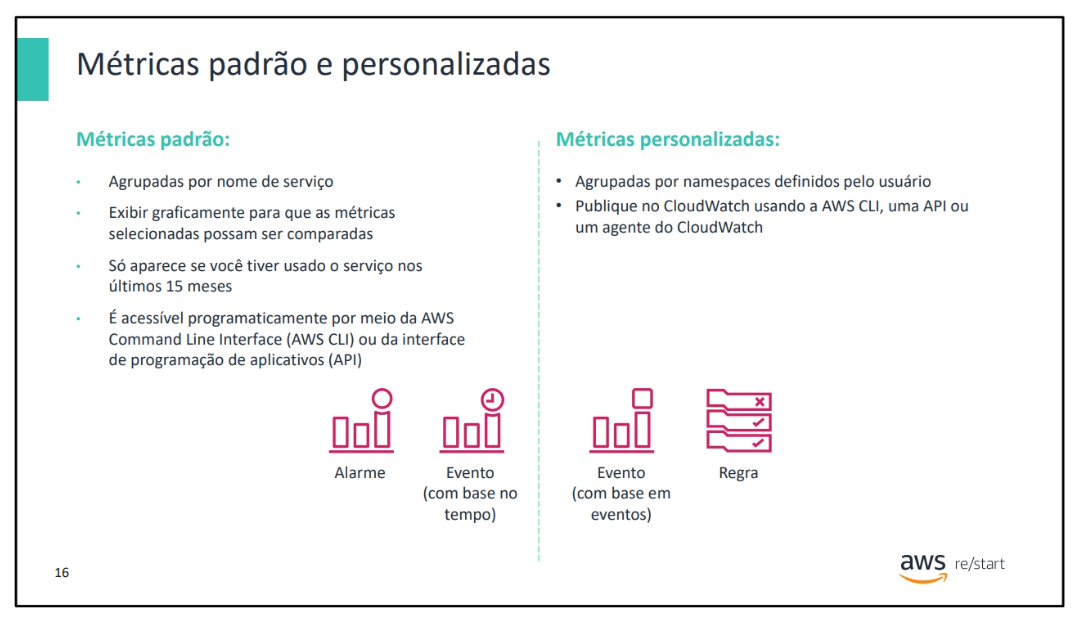 Métricas padrão e personalizadas
Métricas padrão:
• Agrupadas por nome de serviço
• Exibir graficamente para que as métricas
selecionadas possam ser comparadas
• Só aparece se você tiver usado o serviço nos
últimos 15 meses
• É acessível programaticamente por meio da AWS
Command Line Interface (AWS CLI) ou da interface
de programação de aplicativos (API)
Métricas personalizadas:
• Agrupadas por namespaces definidos pelo usuário
• Publique no CloudWatch usando a AWS CLI, uma API ou
um agente do CloudWatch
Alarme
Evento
(com base no
tempo)
Evento
(com base em
eventos)
Regra
16
aws re/start